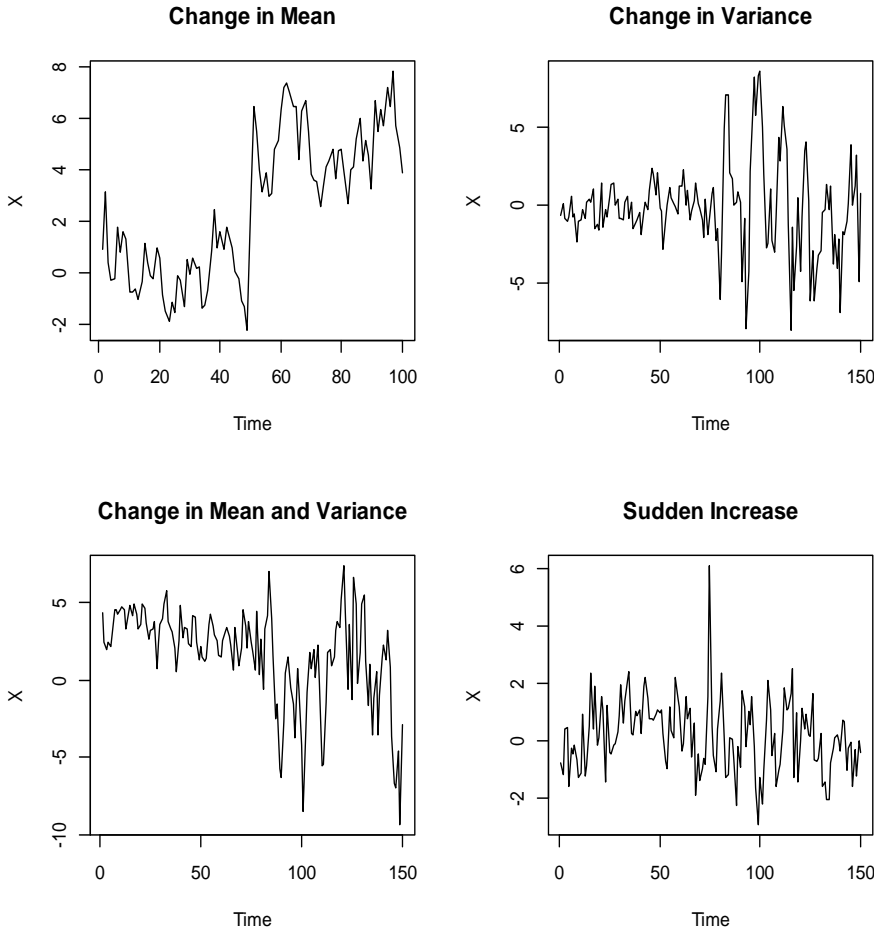 Change in Mean
X
8
6
4
2
0
-2
0 20 40 60 80 100
Time
Change in Variance
X
5
0
-5
0 50 100 150
Time
Change in Mean and Variance
X
5
0
-5
-10
0 50 100 150
Time
Sudden Increase
X
6
4
2
0
-2
0 50 100 150
Time